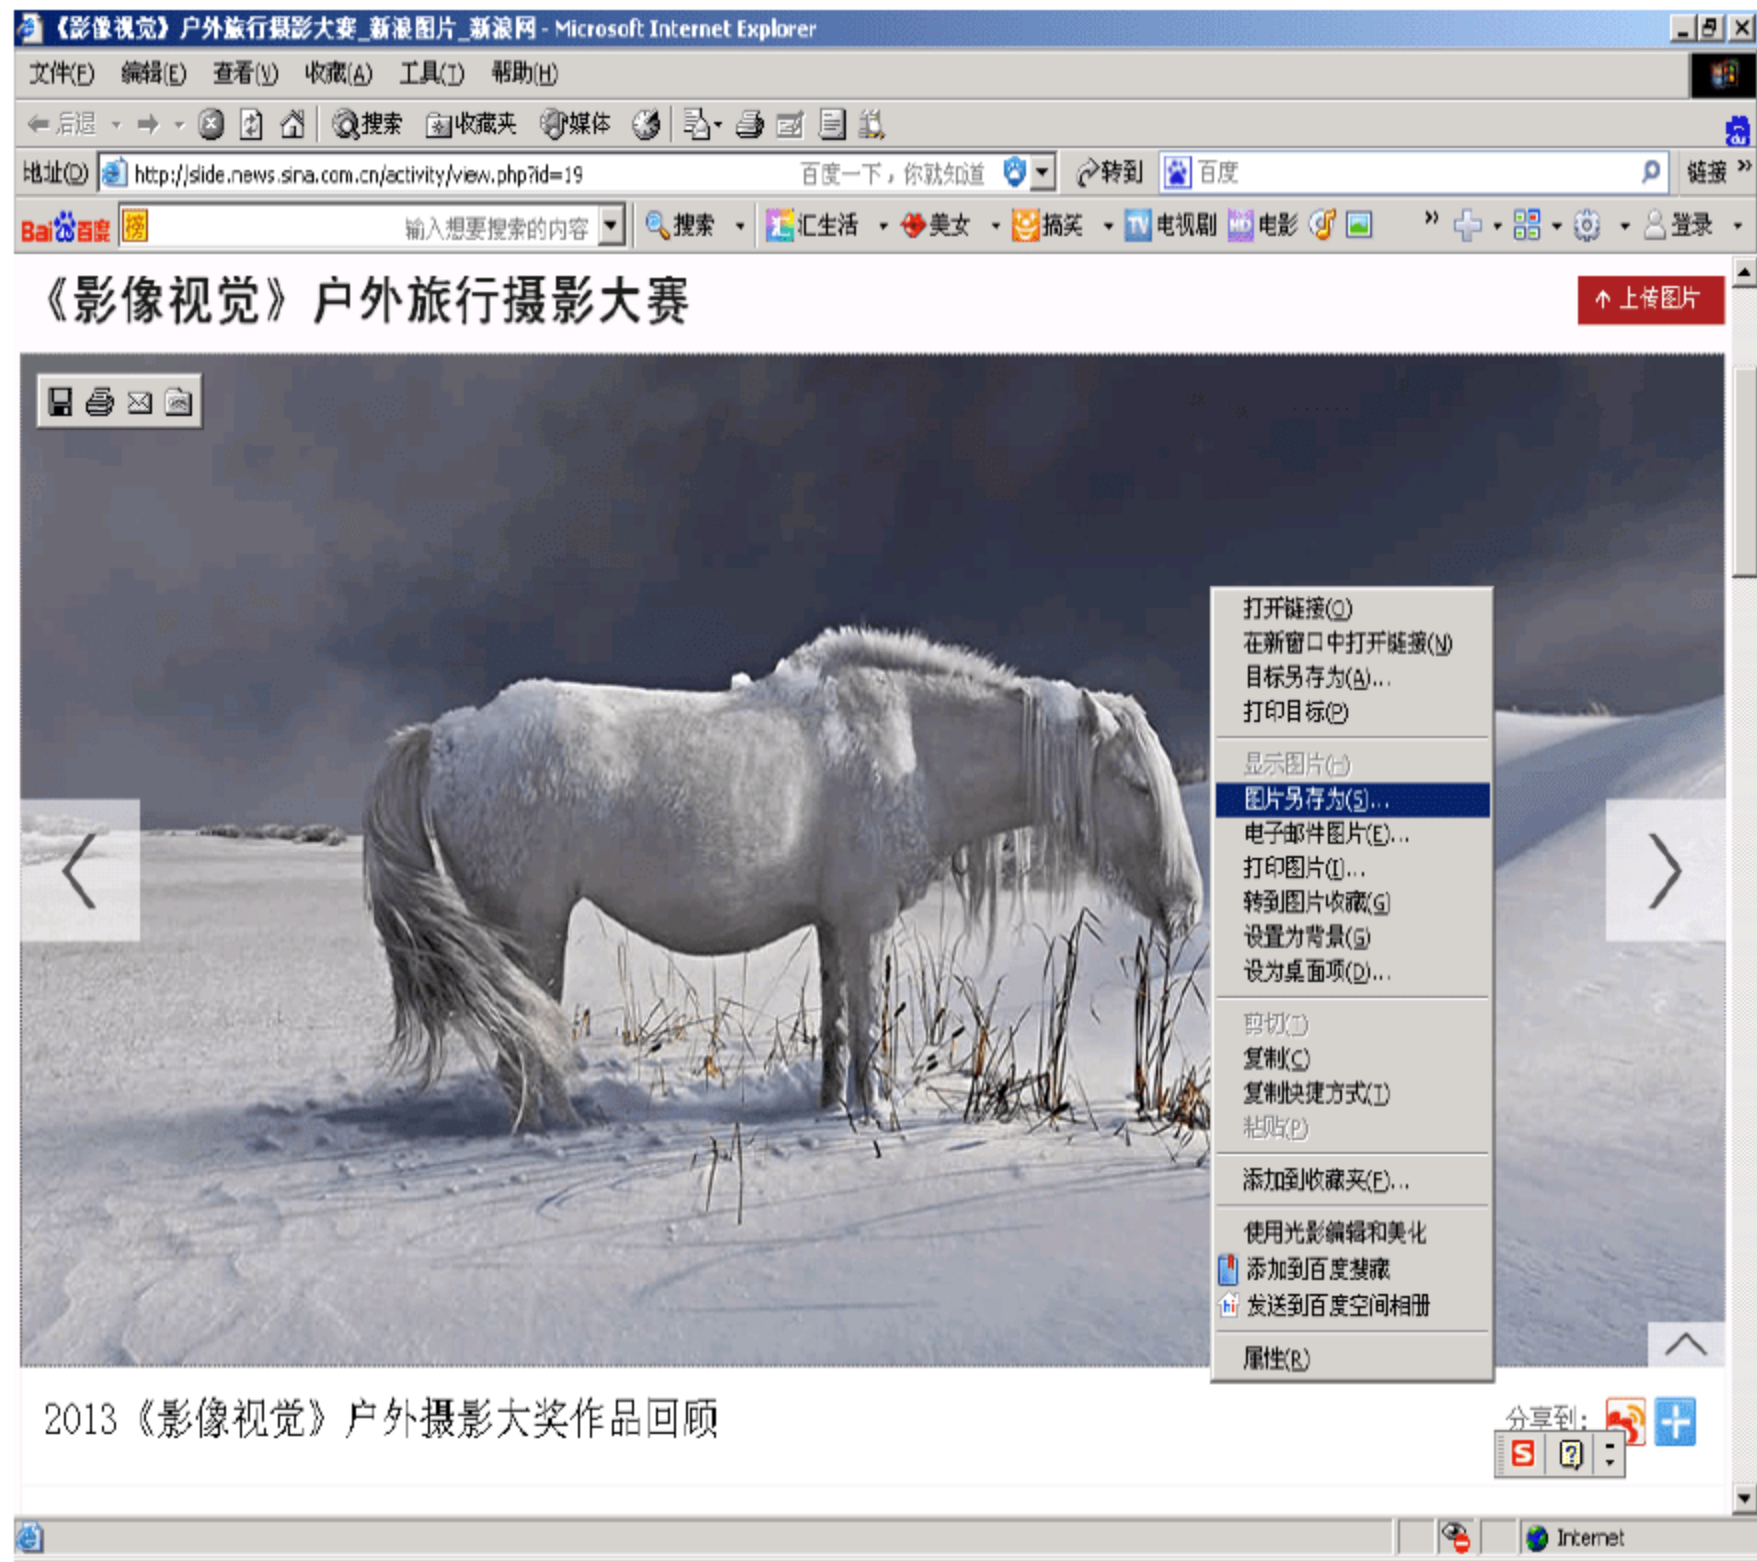 《影像视觉》户外旅行摄影大赛_新浪图片_新浪网 - Microsoft Internet Explorer
文件(F) 编辑(E) 查看(V) 收藏(A) 工具(T) 帮助(H)
后退 搜索 收藏夹 媒体
地址(D) http://slide.news.sina.com.cn/activity/view.php?id=19 百度一下，你就知道 转到 百度 链接 »
Bai du 百度 榜 输入想要搜索的内容 搜索 汇生活 美女 搞笑 TV 电视剧 HD 电影 » 登录
《影像视觉》户外旅行摄影大赛
上传图片
打开链接(O)
在新窗口中打开链接(N)
目标另存为(A)...
打印目标(P)
显示图片(H)
图片另存为(S)...
电子邮件图片(E)...
打印图片(I)...
转到图片收藏(G)
设置为背景(G)
设为桌面项(D)...
剪切(T)
复制(C)
复制快捷方式(T)
粘贴(P)
添加到收藏夹(F)...
使用光影编辑和美化
添加到百度搜藏
hi 发送到百度空间相册
属性(R)
2013《影像视觉》户外摄影大奖作品回顾
分享到:
S ?
Internet